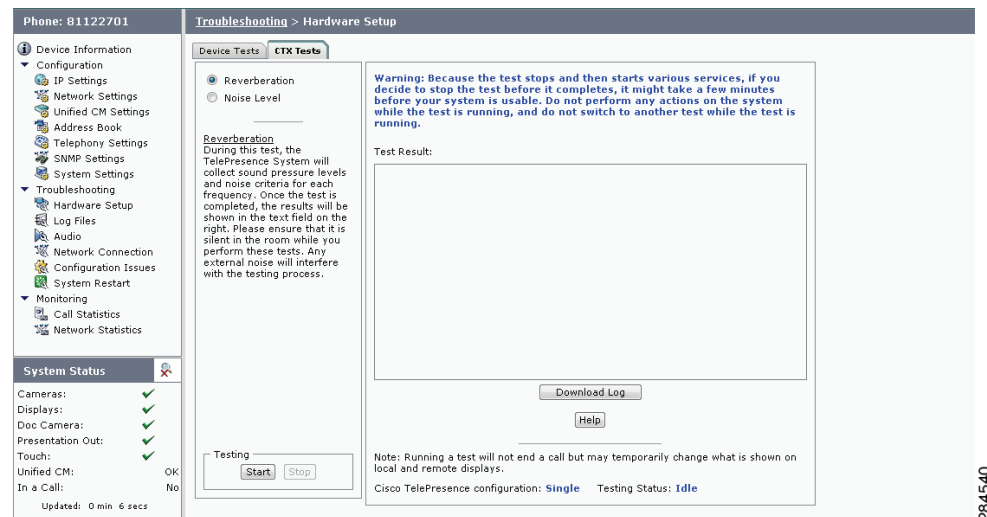 Phone: 81122701
Troubleshooting > Hardware Setup
Device Information
Configuration
IP Settings
Network Settings
Unified CM Settings
Address Book
Telephony Settings
SNMP Settings
System Settings
Troubleshooting
Hardware Setup
Log Files
Audio
Network Connection
Configuration Issues
System Restart
Monitoring
Call Statistics
Network Statistics
System Status
Cameras:
Displays:
Doc Camera:
Presentation Out:
Touch:
Unified CM: OK
In a Call: No
Updated: 0 min 6 secs
Device Tests
CTX Tests
Reverberation
Noise Level
Reverberation
During this test, the
TelePresence System will
collect sound pressure levels
and noise criteria for each
frequency. Once the test is
completed, the results will be
shown in the text field on the
right. Please ensure that it is
silent in the room while you
perform these tests. Any
external noise will interfere
with the testing process.
Testing
Start Stop
Warning: Because the test stops and then starts various services, if you
decide to stop the test before it completes, it might take a few minutes
before your system is usable. Do not perform any actions on the system
while the test is running, and do not switch to another test while the test is
running.
Test Result:
Download Log
Help
Note: Running a test will not end a call but may temporarily change what is shown on
local and remote displays.
Cisco TelePresence configuration: Single Testing Status: Idle
284540